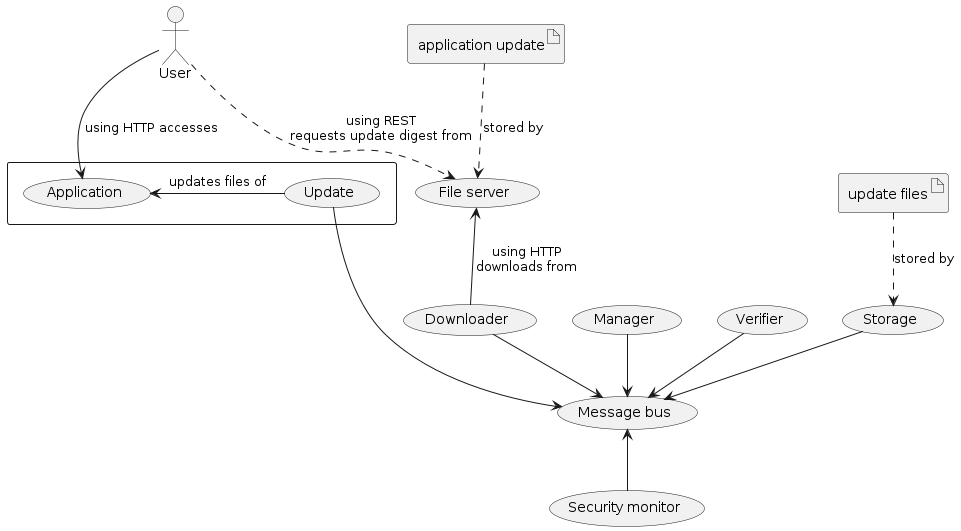 application update
User
using HTTP accesses
using REST
requests update digest from
stored by
Application
updates files of
Update
File server
update files
using HTTP
downloads from
stored by
Downloader
Manager
Verifier
Storage
Message bus
Security monitor